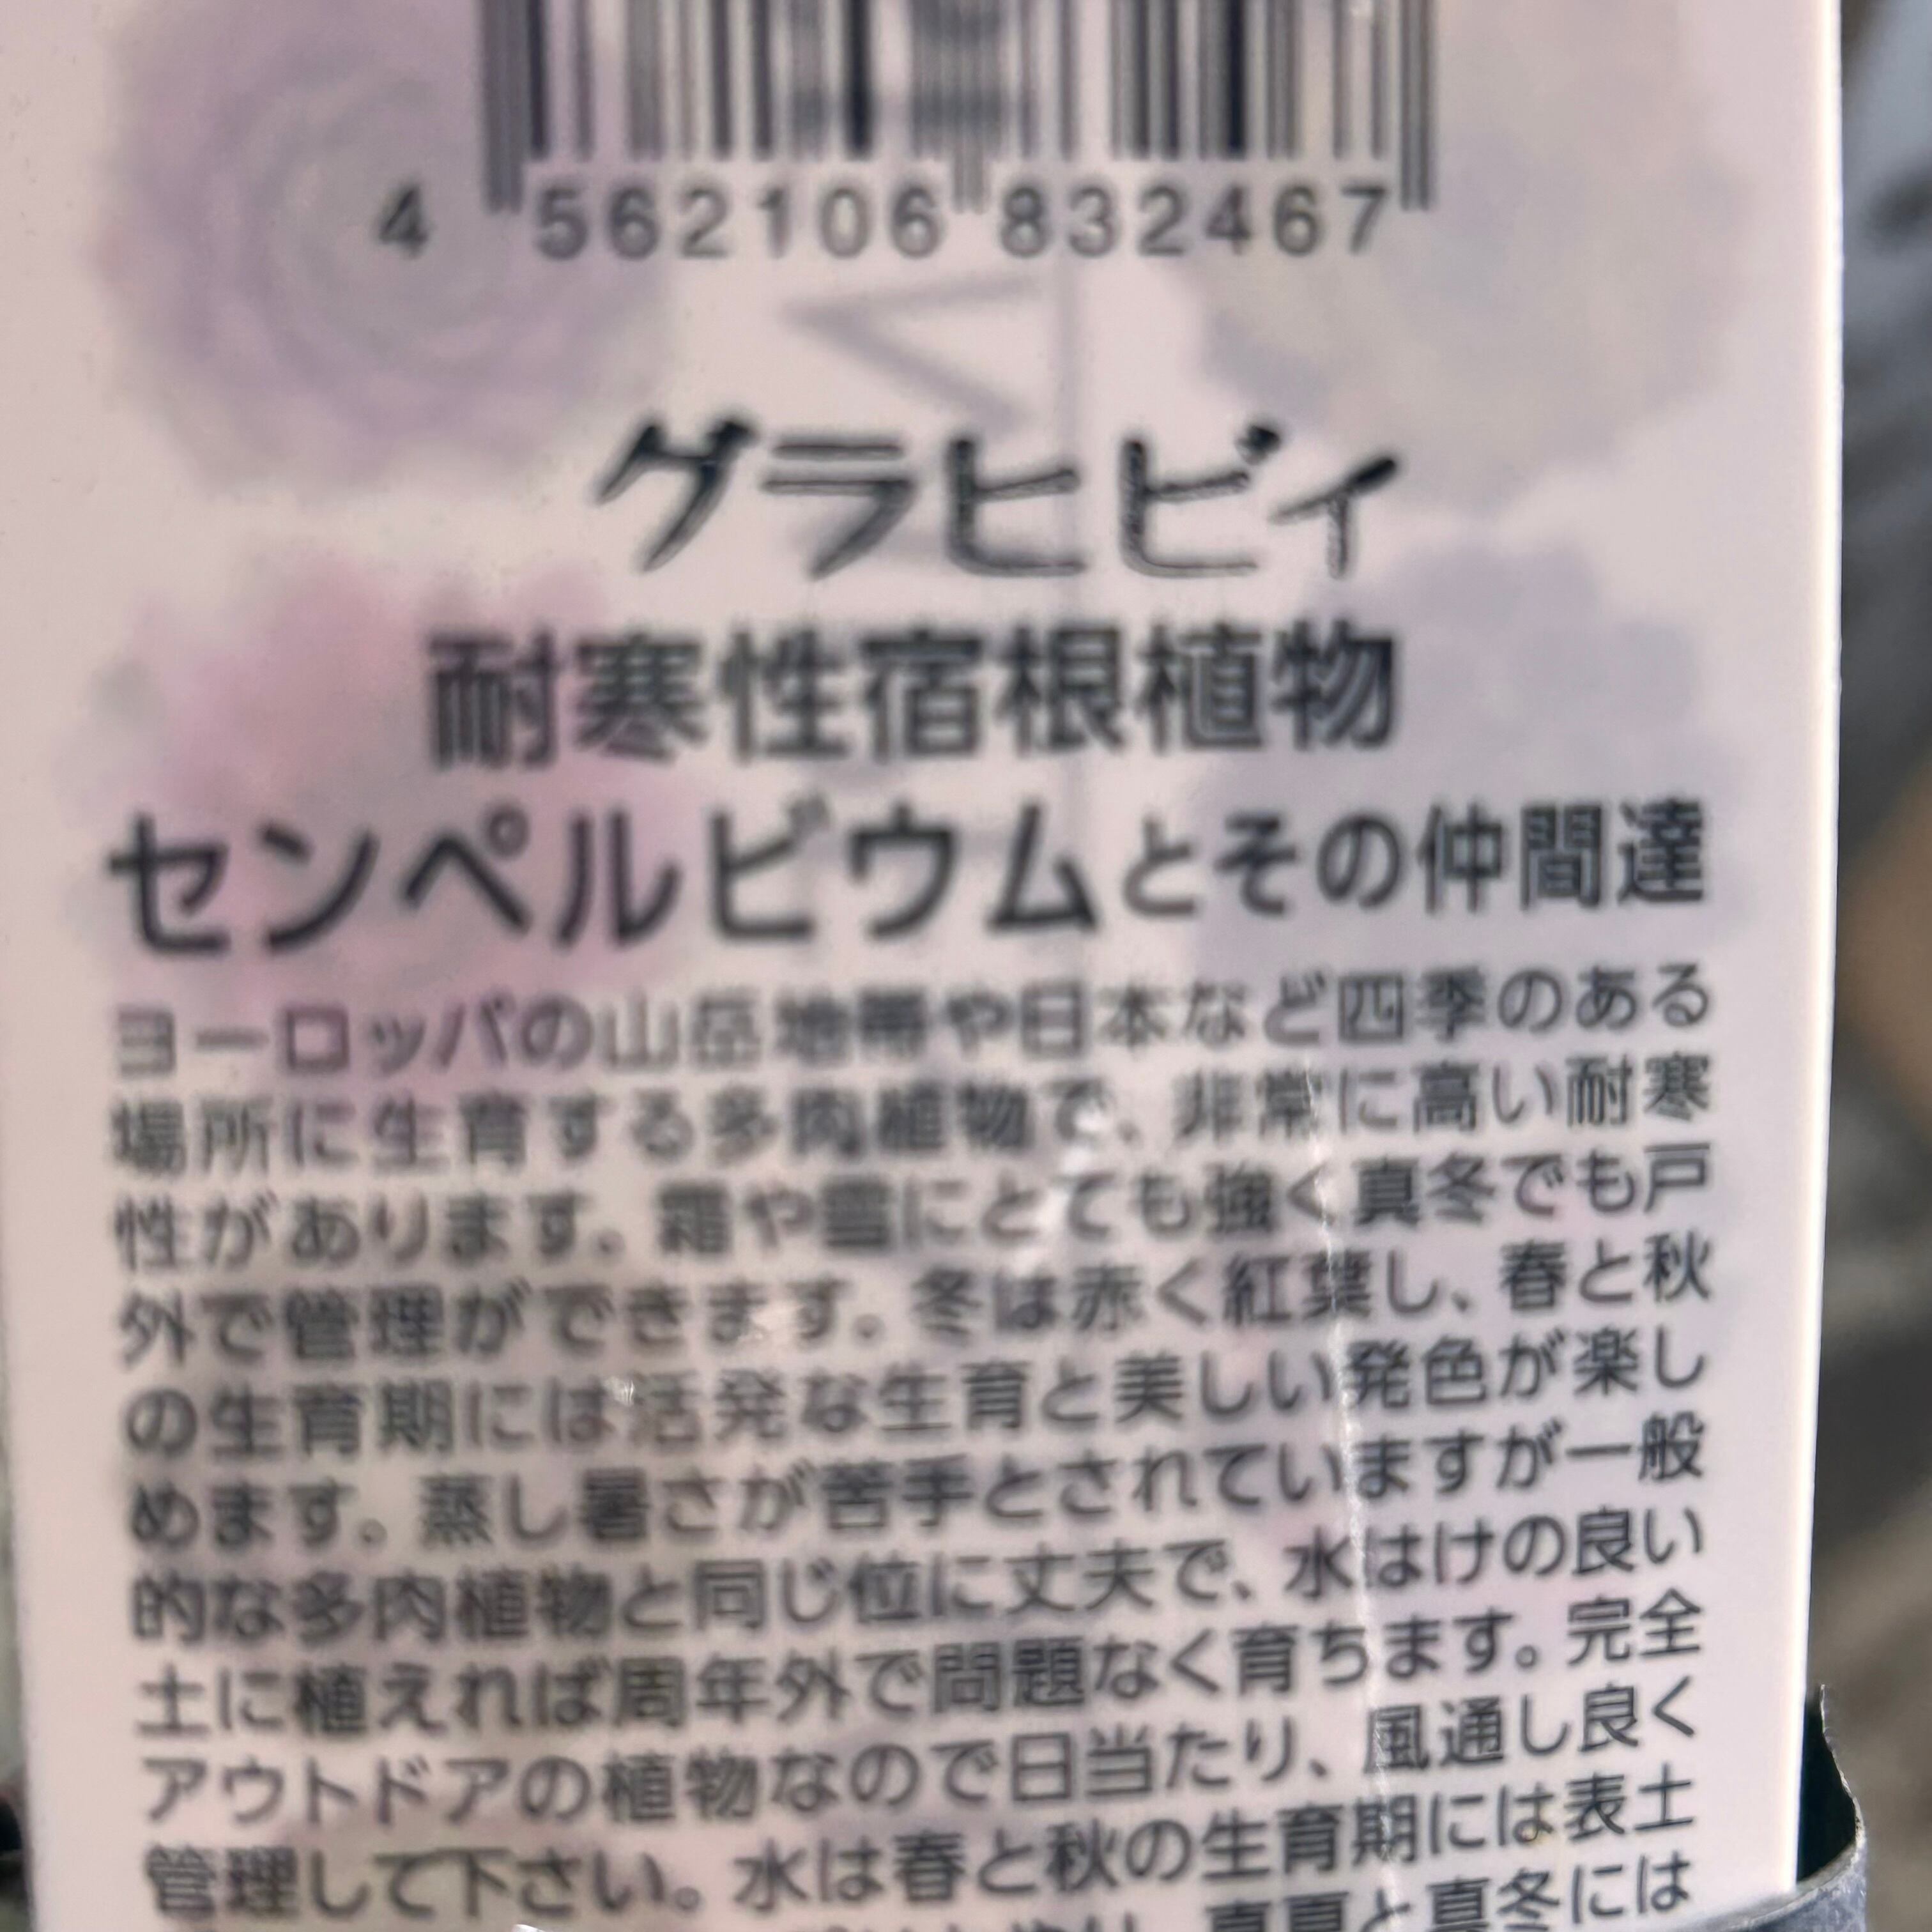 4 562106 832467
グラヒビィ
耐寒性宿根植物
センペルビウムとその仲間達
ヨーロッパの山岳地帯や日本など四季のある
場所に生育する多肉植物で、非常に高い耐寒
性があります。霜や雪にとても強く真冬でも戸
外で管理ができます。冬は赤く紅葉し、春と秋
の生育期には活発な生育と美しい発色が楽し
めます。蒸し暑さが苦手とされていますが一般
的な多肉植物と同じ位に丈夫で、水はけの良い
土に植えれば周年外で問題なく育ちます。完全
アウトドアの植物なので日当たり、風通し良く
管理して下さい。水は春と秋の生育期には表土
真夏と真冬には